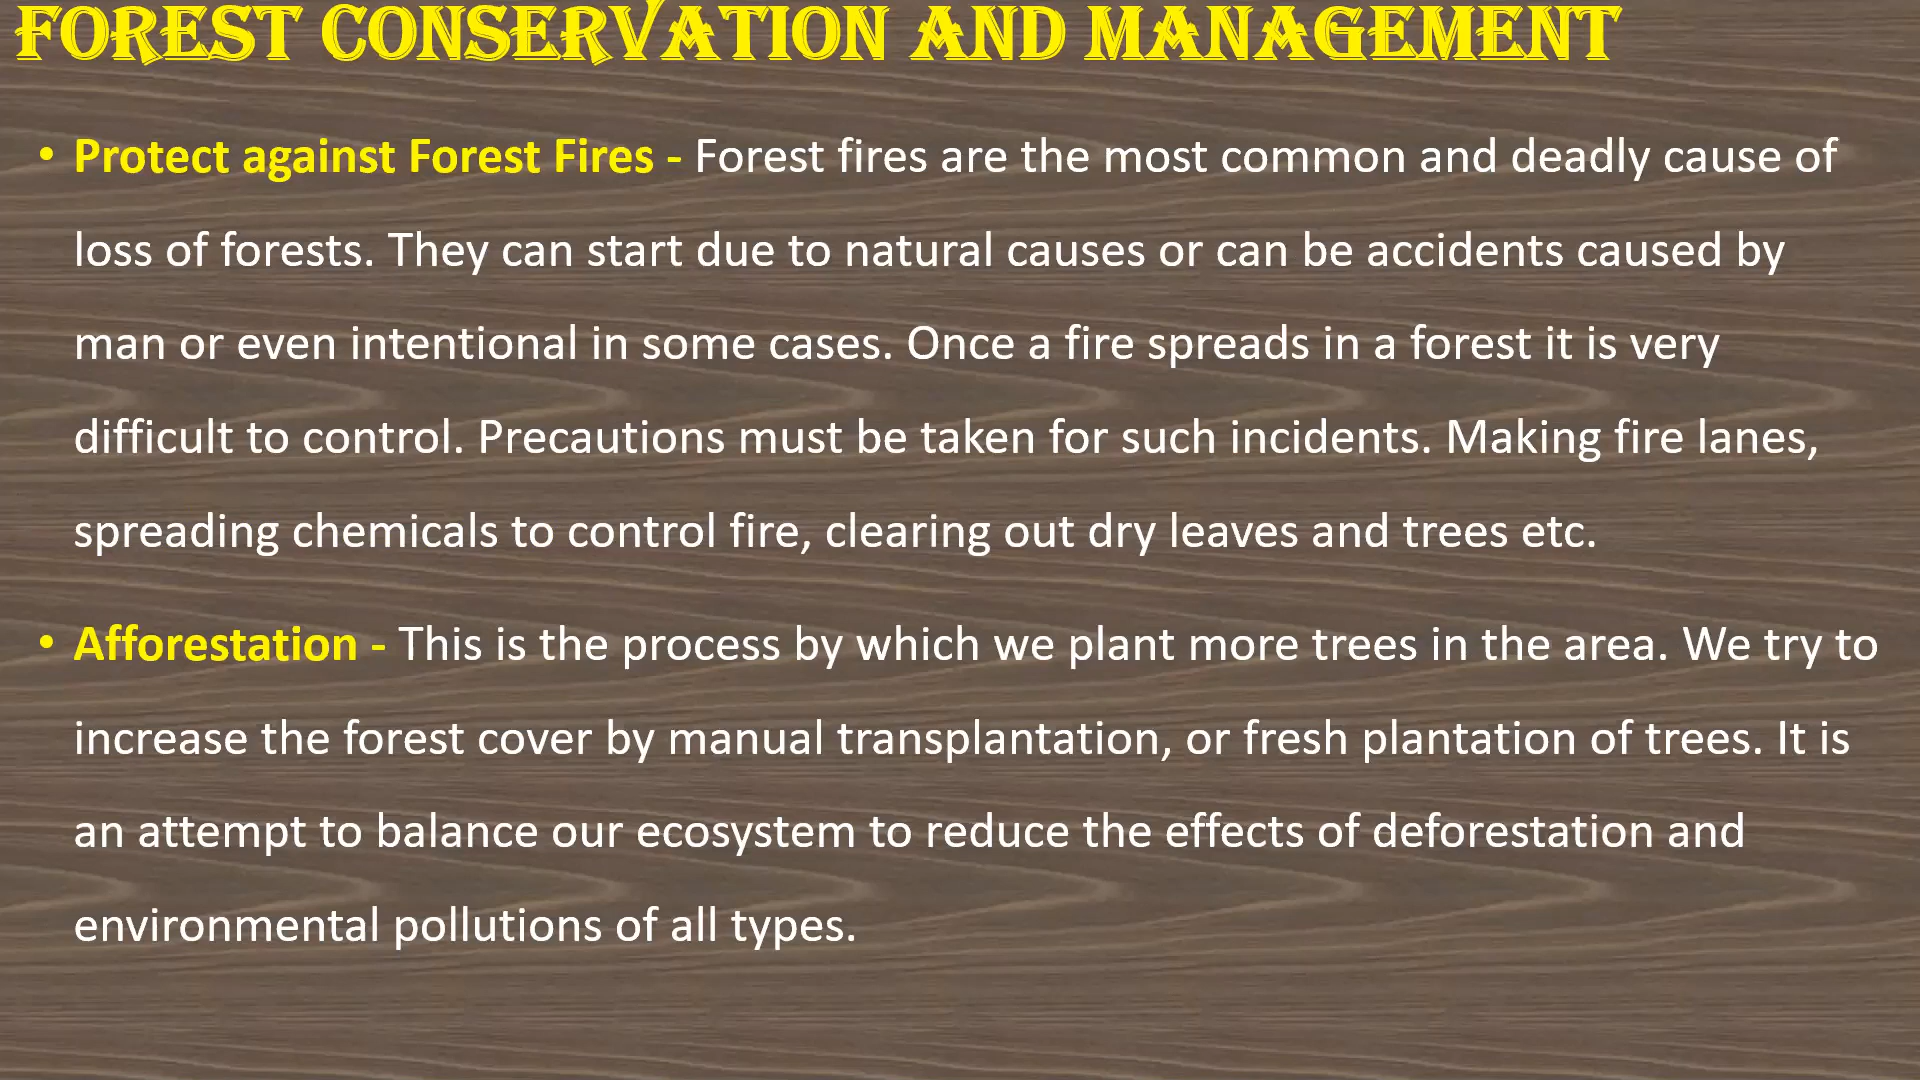 FOREST CONSERVATION AND MANAGEMENT
• Protect against Forest Fires - Forest fires are the most common and deadly cause of
loss of forests. They can start due to natural causes or can be accidents caused by
man or even intentional in some cases. Once a fire spreads in a forest it is very
difficult to control. Precautions must be taken for such incidents. Making fire lanes,
spreading chemicals to control fire, clearing out dry leaves and trees etc.
• Afforestation - This is the process by which we plant more trees in the area. We try to
increase the forest cover by manual transplantation, or fresh plantation of trees. It is
an attempt to balance our ecosystem to reduce the effects of deforestation and
environmental pollutions of all types.